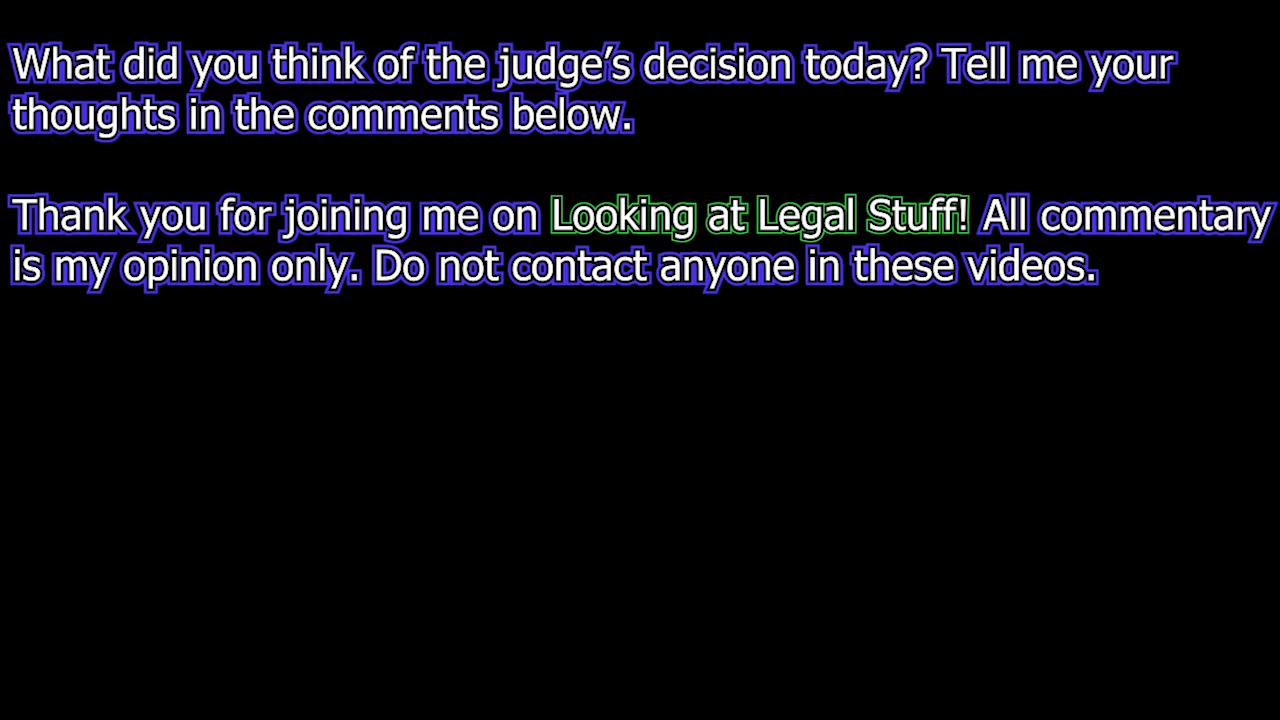 What did you think of the judge’s decision today? Tell me your
thoughts in the comments below.
Thank you for joining me on Looking at Legal Stuff! All commentary
is my opinion only. Do not contact anyone in these videos.